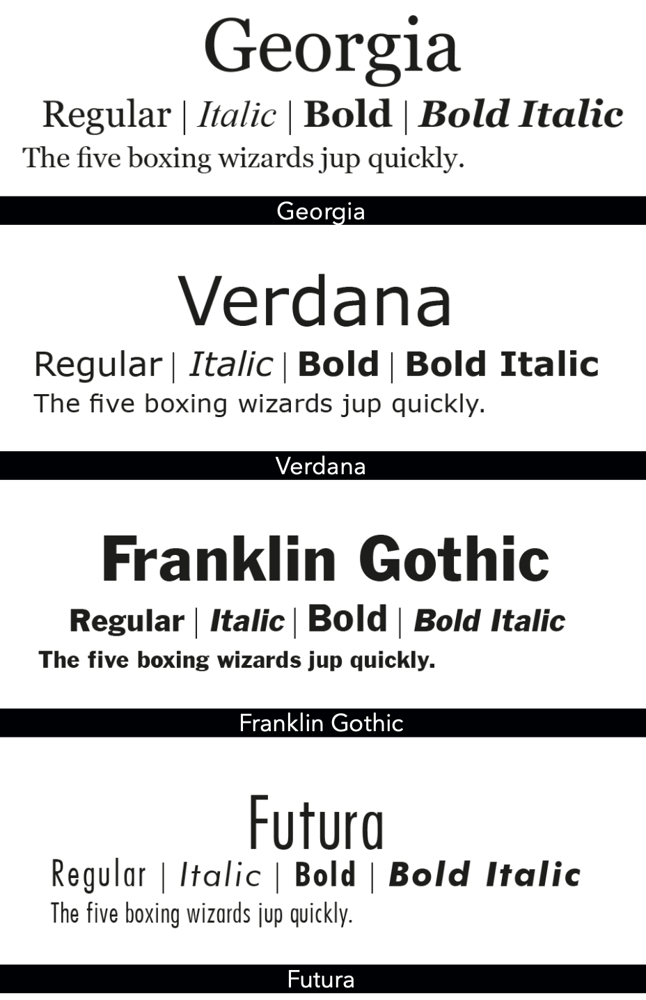 Georgia
Regular | Italic | Bold | Bold Italic
The five boxing wizards jup quickly.
Georgia
Verdana
Regular | Italic | Bold | Bold Italic
The five boxing wizards jup quickly.
Verdana
Franklin Gothic
Regular | Italic | Bold | Bold Italic
The five boxing wizards jup quickly.
Franklin Gothic
Futura
Regular | Italic | Bold | Bold Italic
The five boxing wizards jup quickly.
Futura